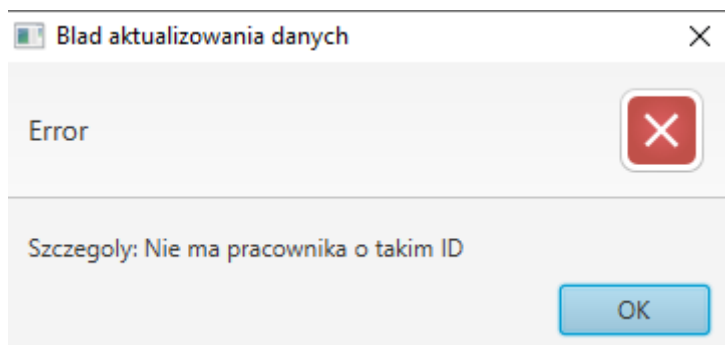 Blad aktualizowania danych
Error
Szczegoly: Nie ma pracownika o takim ID
OK